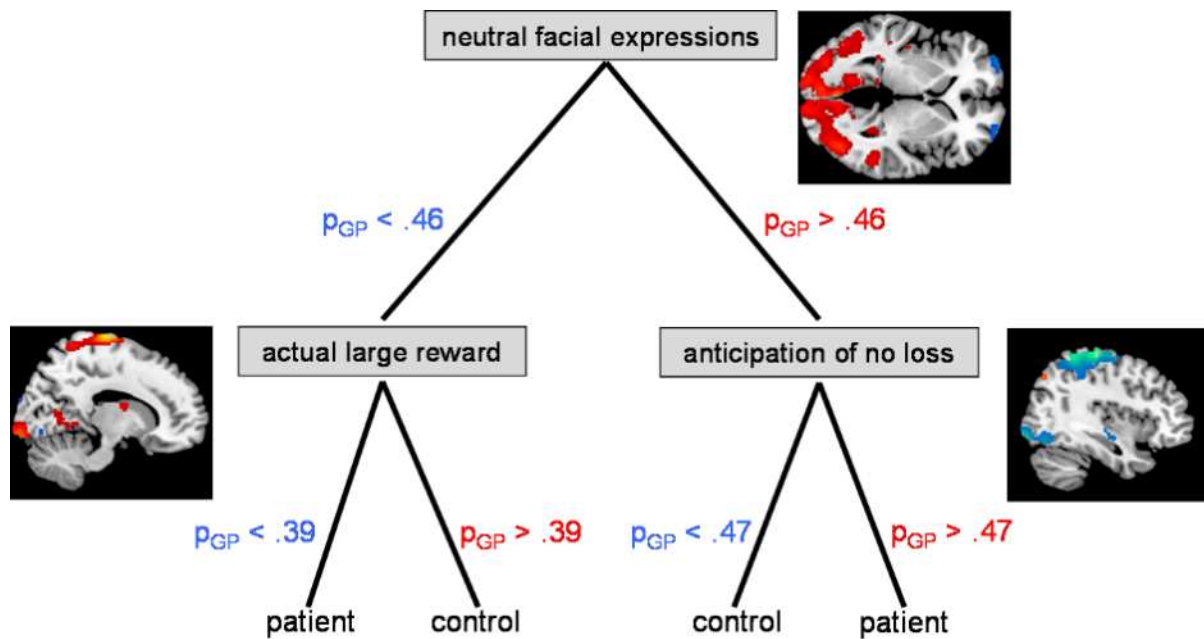 neutral facial expressions
pGP < .46
pGP > .46
actual large reward
anticipation of no loss
pGP < .39
pGP > .39
pGP < .47
pGP > .47
patient
control
control
patient